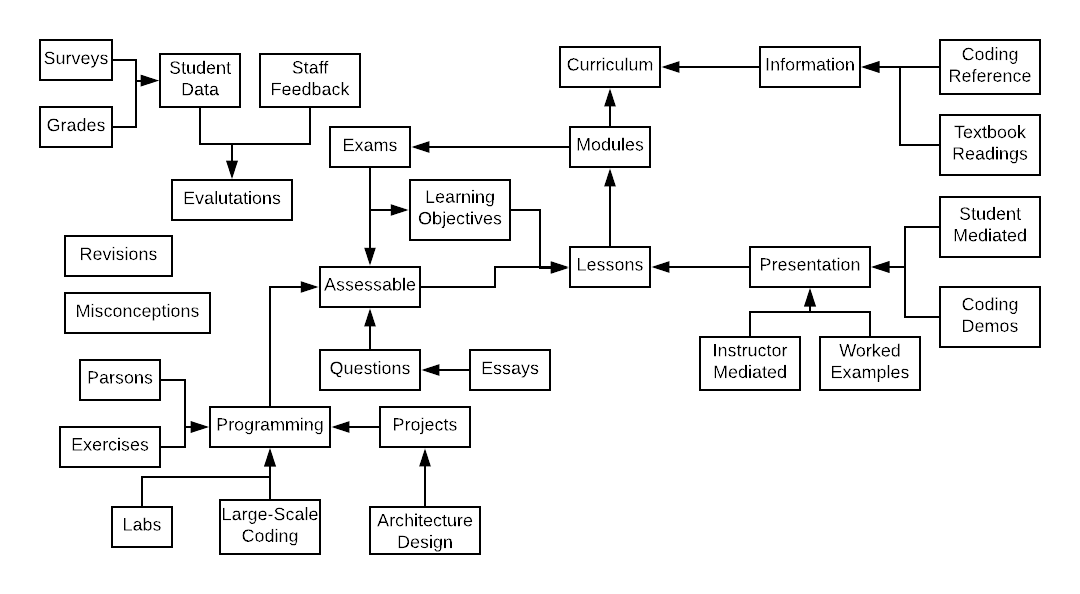 Surveys
Student
Data
Staff
Feedback
Grades
Evalutations
Curriculum
Information
Coding
Reference
Textbook
Readings
Exams
Modules
Learning
Objectives
Student
Mediated
Revisions
Assessable
Lessons
Presentation
Misconceptions
Coding
Demos
Questions
Essays
Instructor
Mediated
Worked
Examples
Parsons
Programming
Projects
Exercises
Labs
Large-Scale
Coding
Architecture
Design